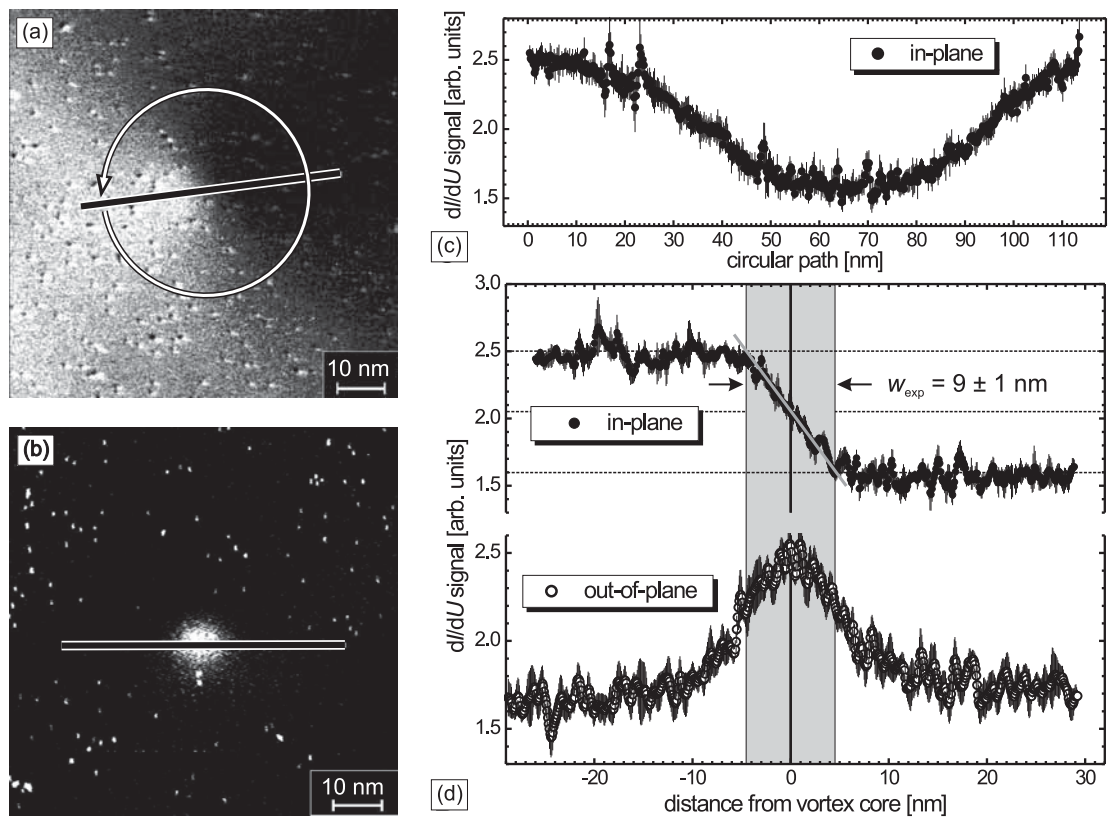 (a)
10 nm
(b)
10 nm
dI/dU signal [arb. units]
2.5
2.0
1.5
in-plane
0 10 20 30 40 50 60 70 80 90 100 110
circular path [nm]
(c)
dI/dU signal [arb. units]
3.0
2.5
2.0
1.5
w_exp = 9 ± 1 nm
in-plane
2.5
2.0
1.5
out-of-plane
-20 -10 0 10 20 30
distance from vortex core [nm]
(d)